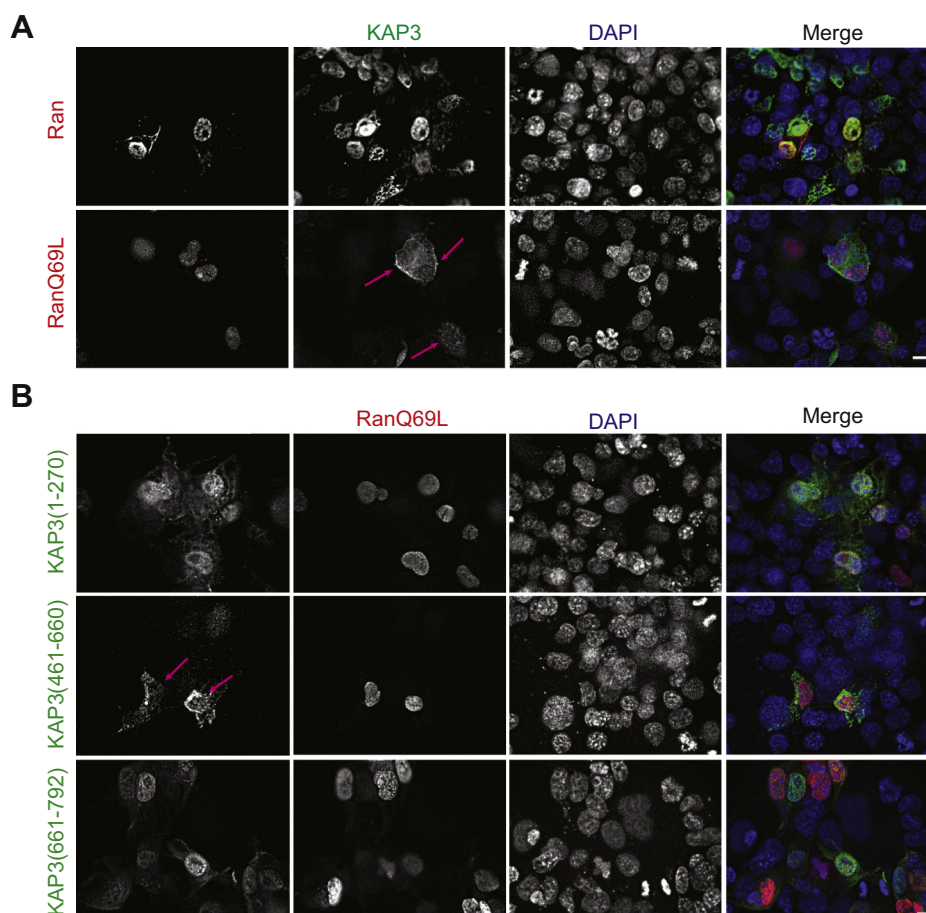 A
KAP3 DAPI Merge
Ran
RanQ69L
B
RanQ69L DAPI Merge
KAP3(1-270)
KAP3(461-660)
KAP3(661-792)